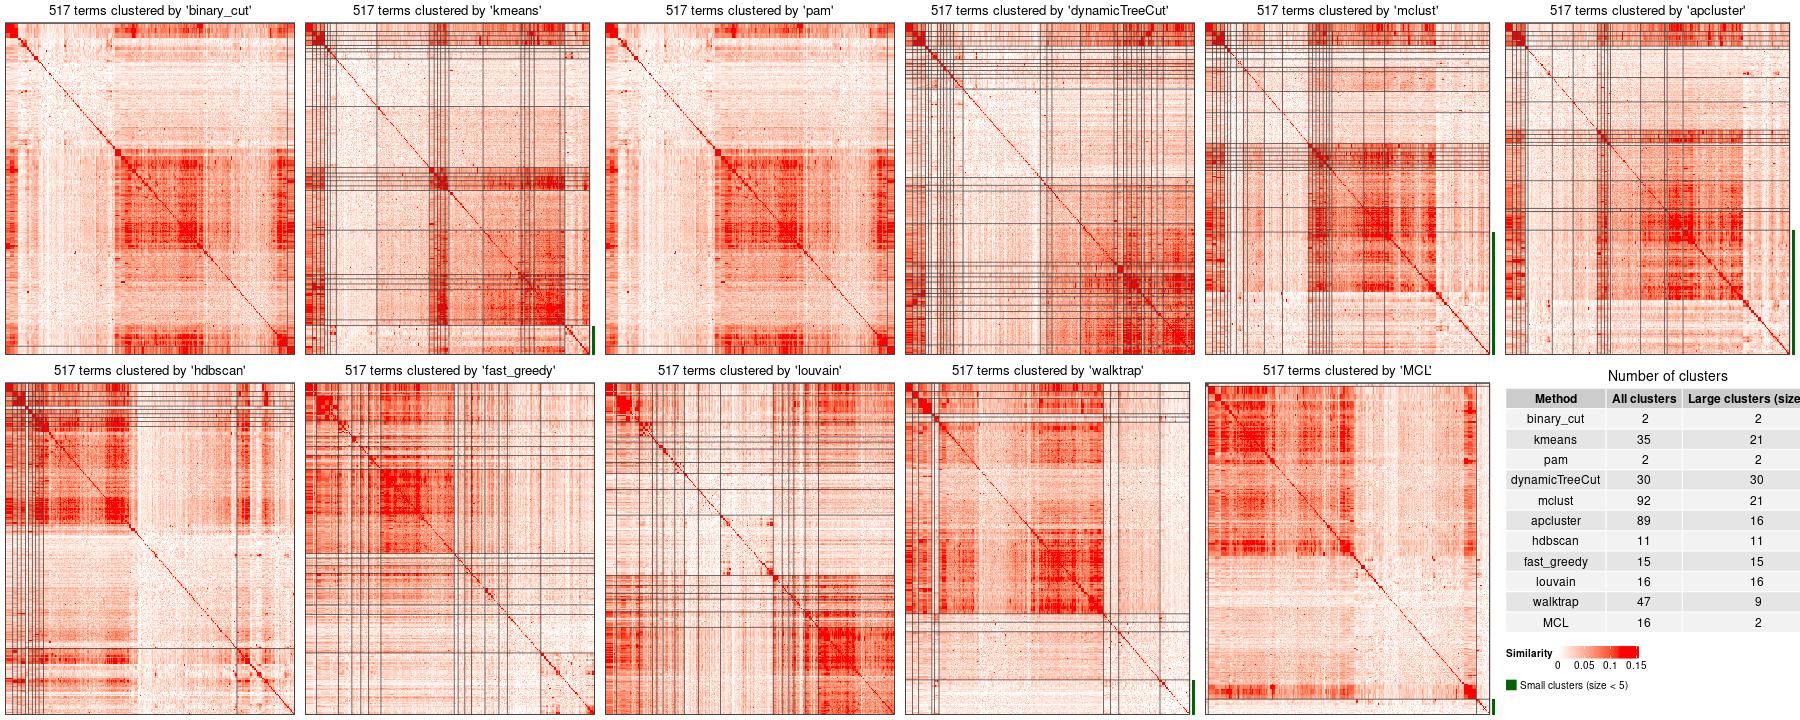 517 terms clustered by 'binary_cut'
517 terms clustered by 'kmeans'
517 terms clustered by 'pam'
517 terms clustered by 'dynamicTreeCut'
517 terms clustered by 'mclust'
517 terms clustered by 'apcluster'
517 terms clustered by 'hdbscan'
517 terms clustered by 'fast_greedy'
517 terms clustered by 'louvain'
517 terms clustered by 'walktrap'
517 terms clustered by 'MCL'
Number of clusters
Method All clusters Large clusters (size
binary_cut 2 2
kmeans 35 21
pam 2 2
dynamicTreeCut 30 30
mclust 92 21
apcluster 89 16
hdbscan 11 11
fast_greedy 15 15
louvain 16 16
walktrap 47 9
MCL 16 2
Similarity
0 0.05 0.1 0.15
Small clusters (size < 5)